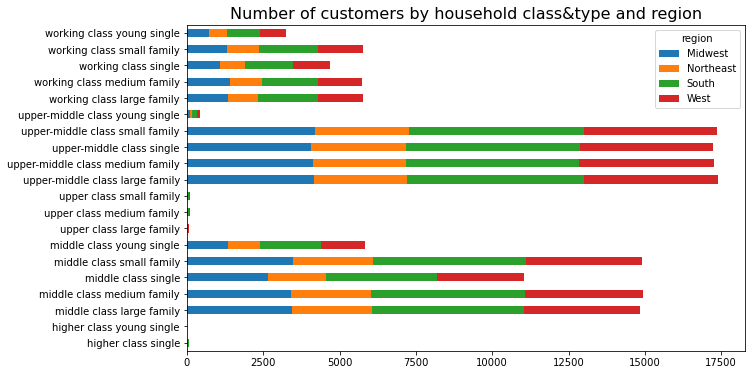 Number of customers by household class&type and region
working class young single
working class small family
working class single
working class medium family
working class large family
upper-middle class young single
upper-middle class small family
upper-middle class single
upper-middle class medium family
upper-middle class large family
upper class small family
upper class medium family
upper class large family
middle class young single
middle class small family
middle class single
middle class medium family
middle class large family
higher class young single
higher class single
region
Midwest
Northeast
South
West
0 2500 5000 7500 10000 12500 15000 17500